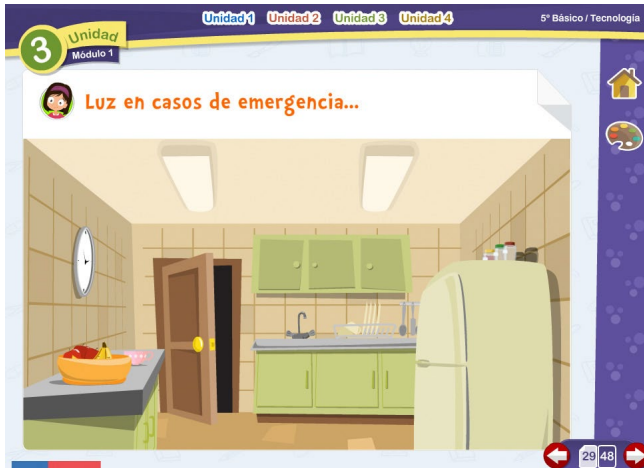 Unidad 1 Unidad 2 Unidad 3 Unidad 4
5º Básico / Tecnología
3 Unidad
Módulo 1
Luz en casos de emergencia...
29 48